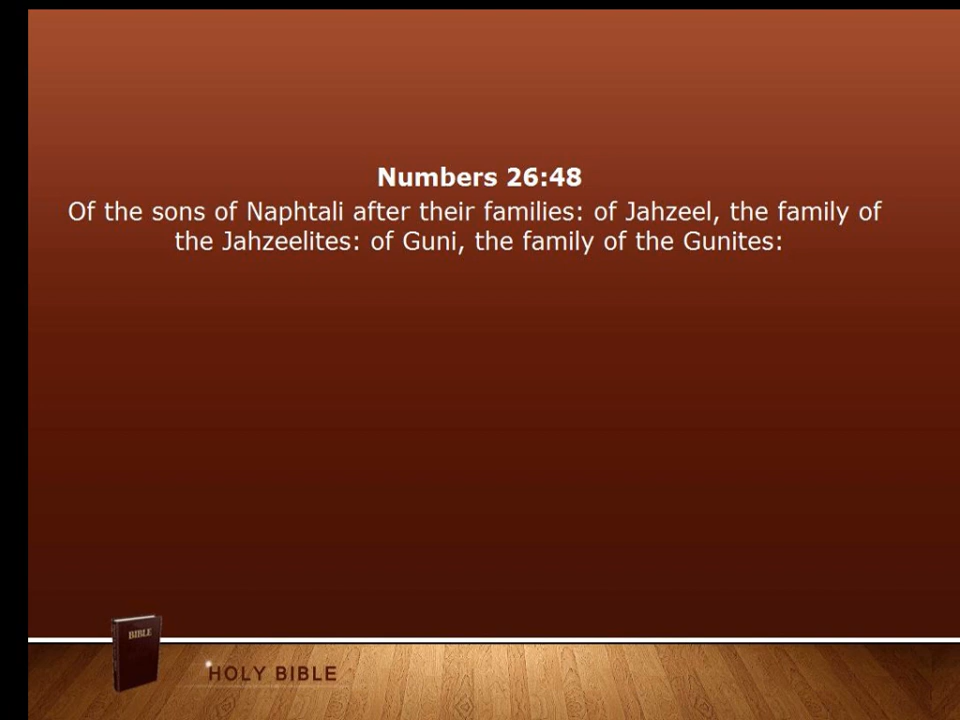 Numbers 26:48
Of the sons of Naphtali after their families: of Jahzeel, the family of
the Jahzeelites: of Guni, the family of the Gunites:
BIBLE
HOLY BIBLE